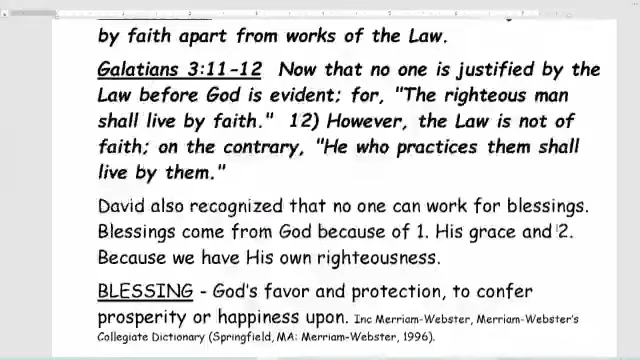 by faith apart from works of the Law.
Galatians 3:11-12 Now that no one is justified by the
Law before God is evident; for, "The righteous man
shall live by faith." 12) However, the Law is not of
faith; on the contrary, "He who practices them shall
live by them."
David also recognized that no one can work for blessings.
Blessings come from God because of 1. His grace and 2.
Because we have His own righteousness.
BLESSING - God's favor and protection, to confer
prosperity or happiness upon. Inc Merriam-Webster, Merriam-Webster's
Collegiate Dictionary (Springfield, MA: Merriam-Webster, 1996).